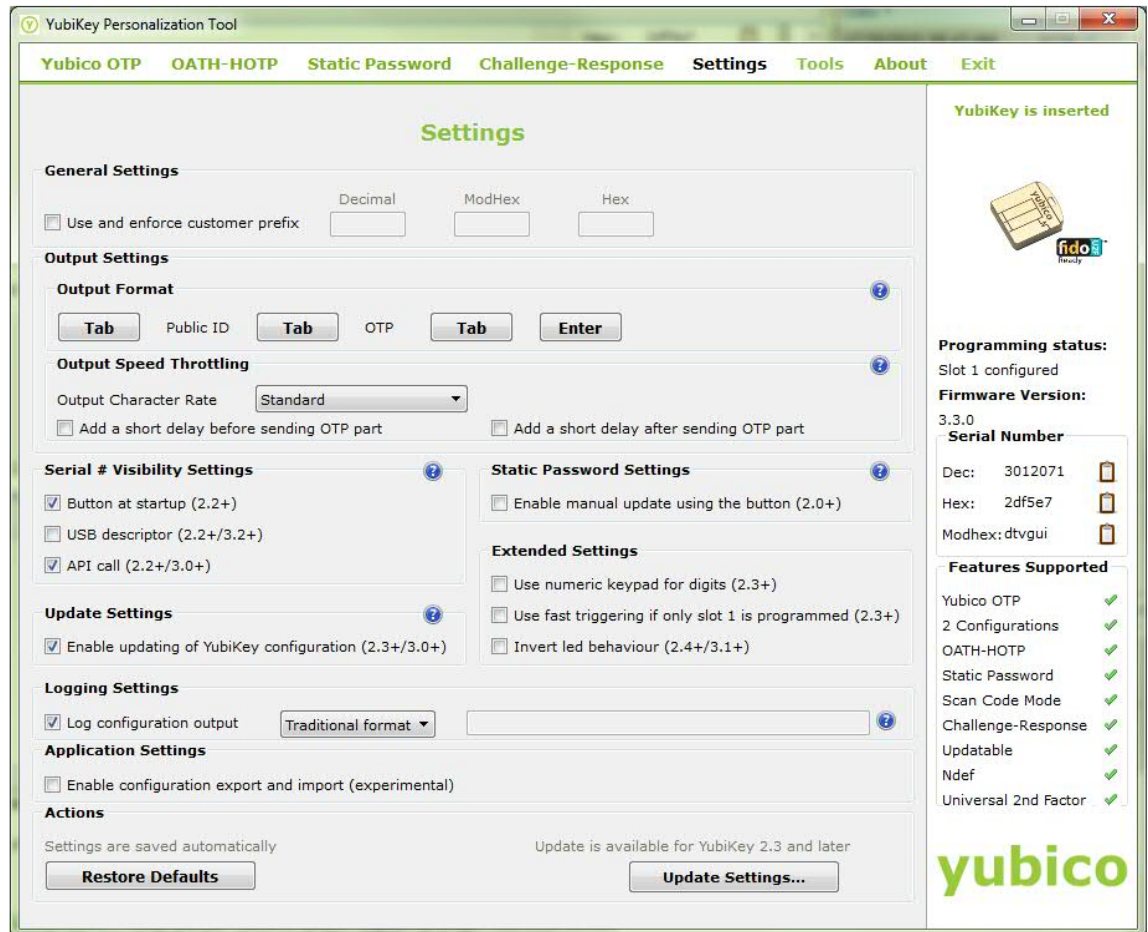 YubiKey Personalization Tool
Yubico OTP OATH-HOTP Static Password Challenge-Response Settings Tools About Exit
Settings
General Settings
Decimal ModHex Hex
Use and enforce customer prefix
Output Settings
Output Format
Tab Public ID Tab OTP Tab Enter
Output Speed Throttling
Output Character Rate Standard
Add a short delay before sending OTP part Add a short delay after sending OTP part
Serial # Visibility Settings
Button at startup (2.2+)
USB descriptor (2.2+/3.2+)
API call (2.2+/3.0+)
Static Password Settings
Enable manual update using the button (2.0+)
Update Settings
Enable updating of YubiKey configuration (2.3+/3.0+)
Extended Settings
Use numeric keypad for digits (2.3+)
Use fast triggering if only slot 1 is programmed (2.3+)
Invert led behaviour (2.4+/3.1+)
Logging Settings
Log configuration output Traditional format
Application Settings
Enable configuration export and import (experimental)
Actions
Settings are saved automatically Update is available for YubiKey 2.3 and later
Restore Defaults Update Settings...
YubiKey is inserted
yubico
fido U2F
Ready
Programming status:
Slot 1 configured
Firmware Version:
3.3.0
Serial Number
Dec: 3012071
Hex: 2df5e7
Modhex: dtvgui
Features Supported
Yubico OTP
2 Configurations
OATH-HOTP
Static Password
Scan Code Mode
Challenge-Response
Updatable
Ndef
Universal 2nd Factor
yubico